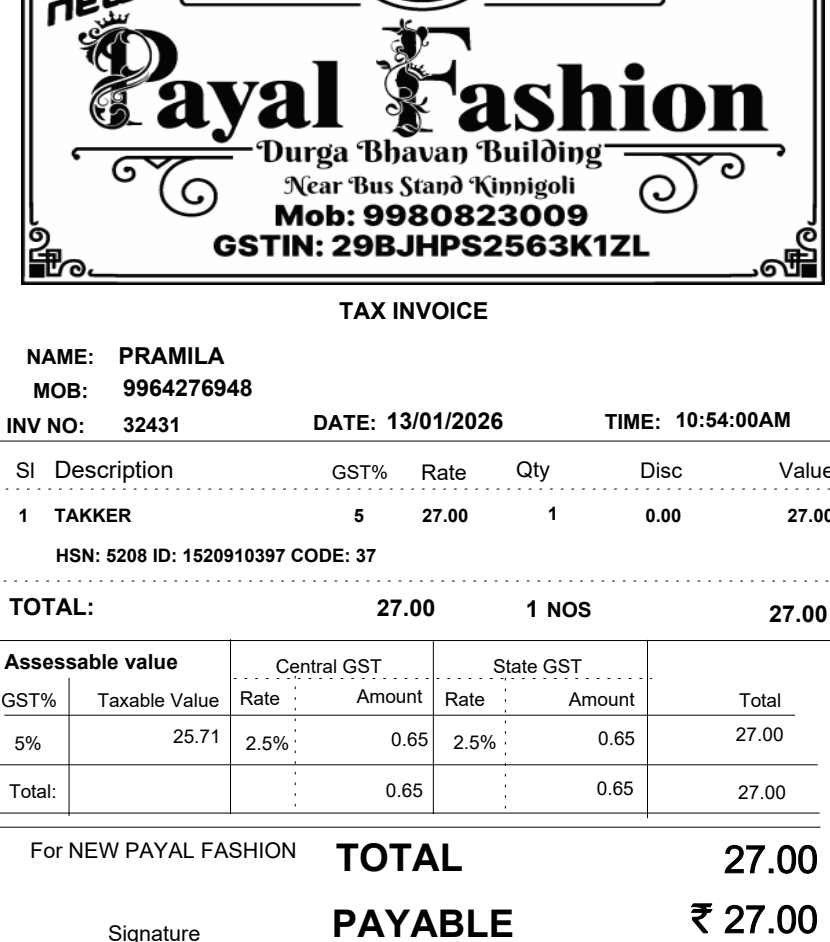 new
Payal Fashion
Durga Bhavan Building
Near Bus Stand Kinnigoli
Mob: 9980823009
GSTIN: 29BJHPS2563K1ZL
TAX INVOICE
NAME: PRAMILA
MOB: 9964276948
INV NO: 32431 DATE: 13/01/2026 TIME: 10:54:00AM
Sl Description GST% Rate Qty Disc Value
1 TAKKER 5 27.00 1 0.00 27.00
HSN: 5208 ID: 1520910397 CODE: 37
TOTAL: 27.00 1 NOS 27.00
Assessable value Central GST State GST
GST% Taxable Value Rate Amount Rate Amount Total
5% 25.71 2.5% 0.65 2.5% 0.65 27.00
Total: 0.65 0.65 27.00
For NEW PAYAL FASHION TOTAL 27.00
Signature PAYABLE ₹ 27.00